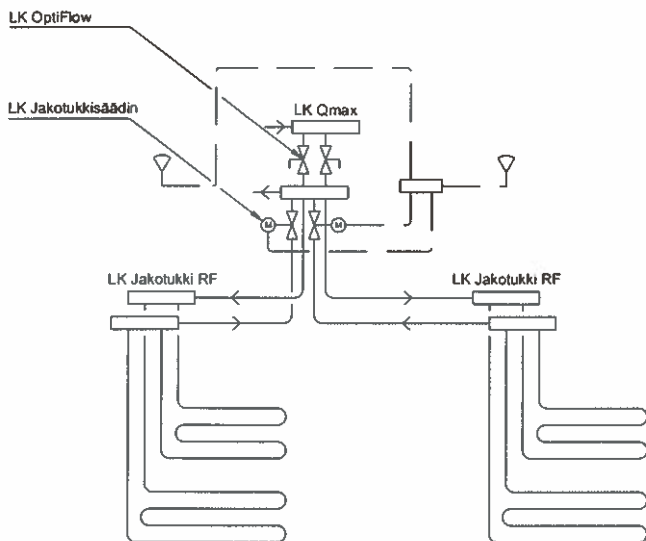 LK OptiFlow
LK Qmax
LK Jakotukkisäädin
M
M
LK Jakotukki RF
LK Jakotukki RF